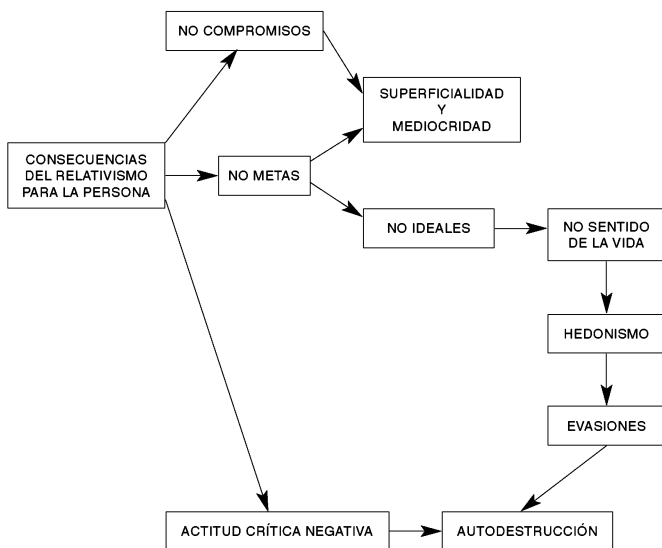 NO COMPROMISOS
SUPERFICIALIDAD
Y
MEDIOCRIDAD
CONSECUENCIAS
DEL RELATIVISMO
PARA LA PERSONA
NO METAS
NO IDEALES
NO SENTIDO
DE LA VIDA
HEDONISMO
EVASIONES
ACTITUD CRÍTICA NEGATIVA
AUTODESTRUCCIÓN